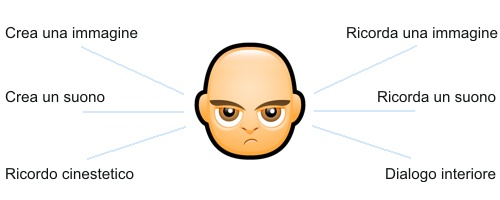 Crea una immagine
Ricorda una immagine
Crea un suono
Ricorda un suono
Ricordo cinestetico
Dialogo interiore